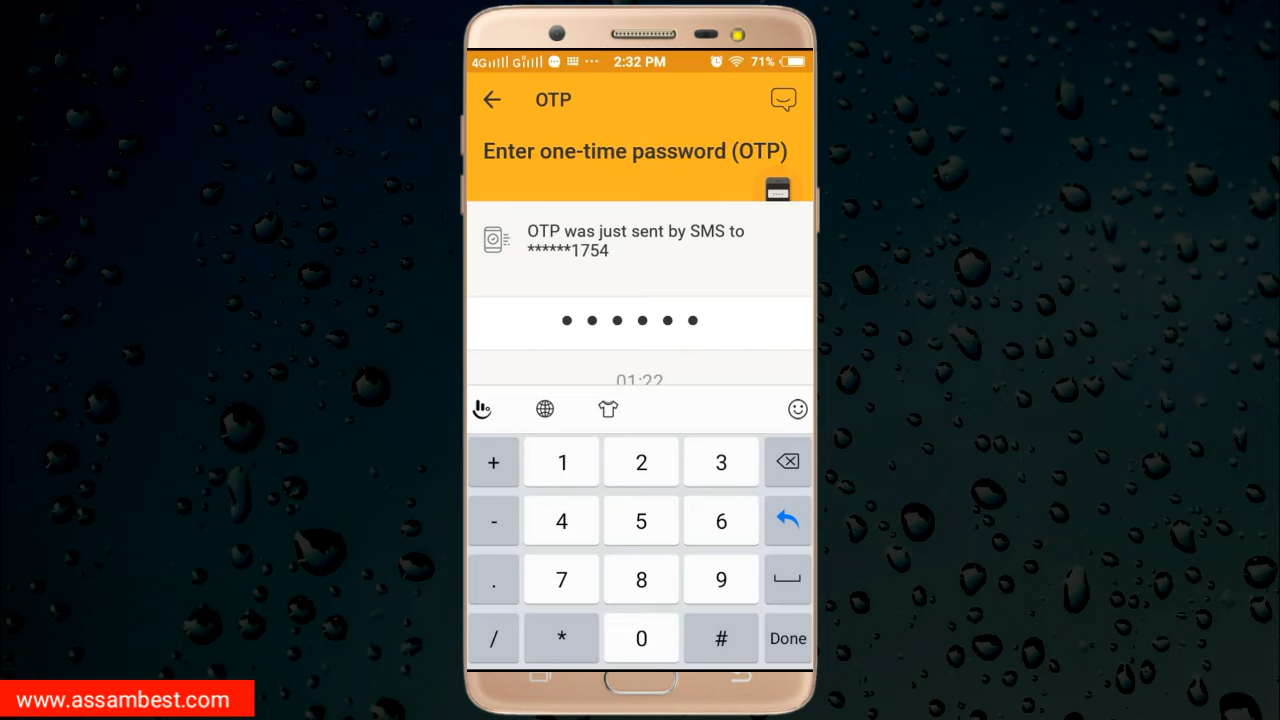 4G G 2:32 PM 71%
OTP
Enter one-time password (OTP)
OTP was just sent by SMS to
******1754
01:22
+ 1 2 3
- 4 5 6
. 7 8 9
/ * 0 # Done
www.assambest.com